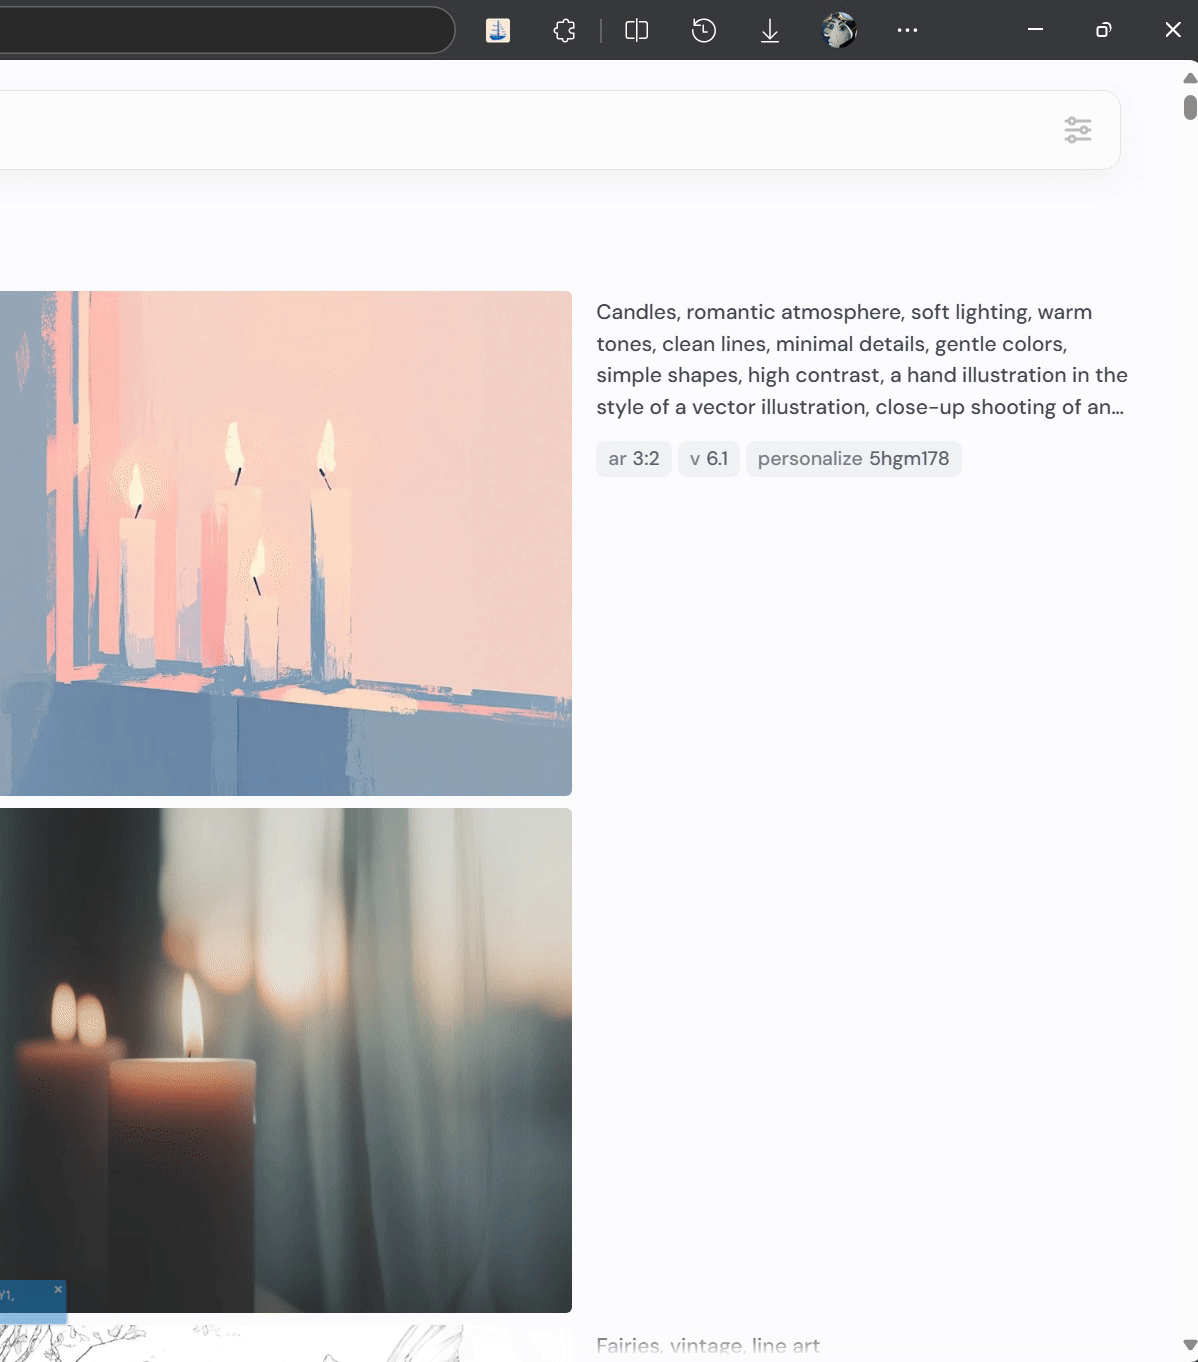 Candles, romantic atmosphere, soft lighting, warm
tones, clean lines, minimal details, gentle colors,
simple shapes, high contrast, a hand illustration in the
style of a vector illustration, close-up shooting of an...
ar 3:2 v 6.1 personalize 5hgm178
Y1,
Fairies, vintage, line art